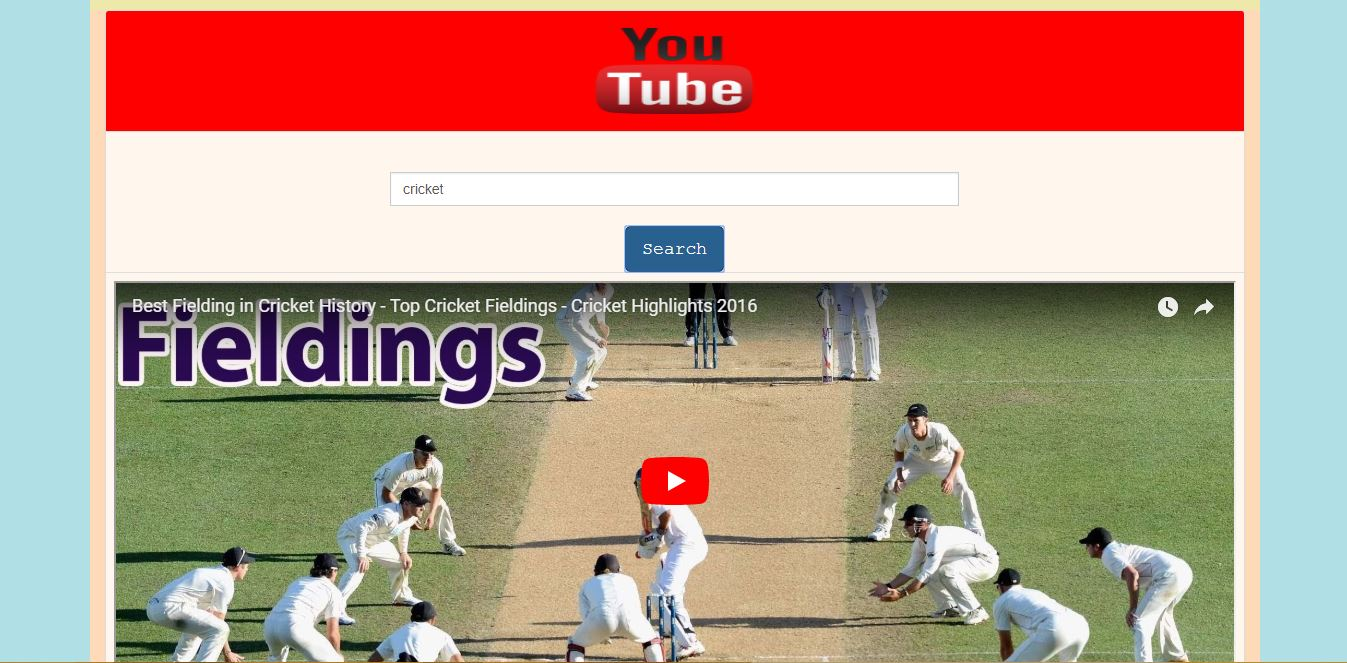 You
Tube
cricket
Search
Best Fielding in Cricket History - Top Cricket Fieldings - Cricket Highlights 2016
Fieldings